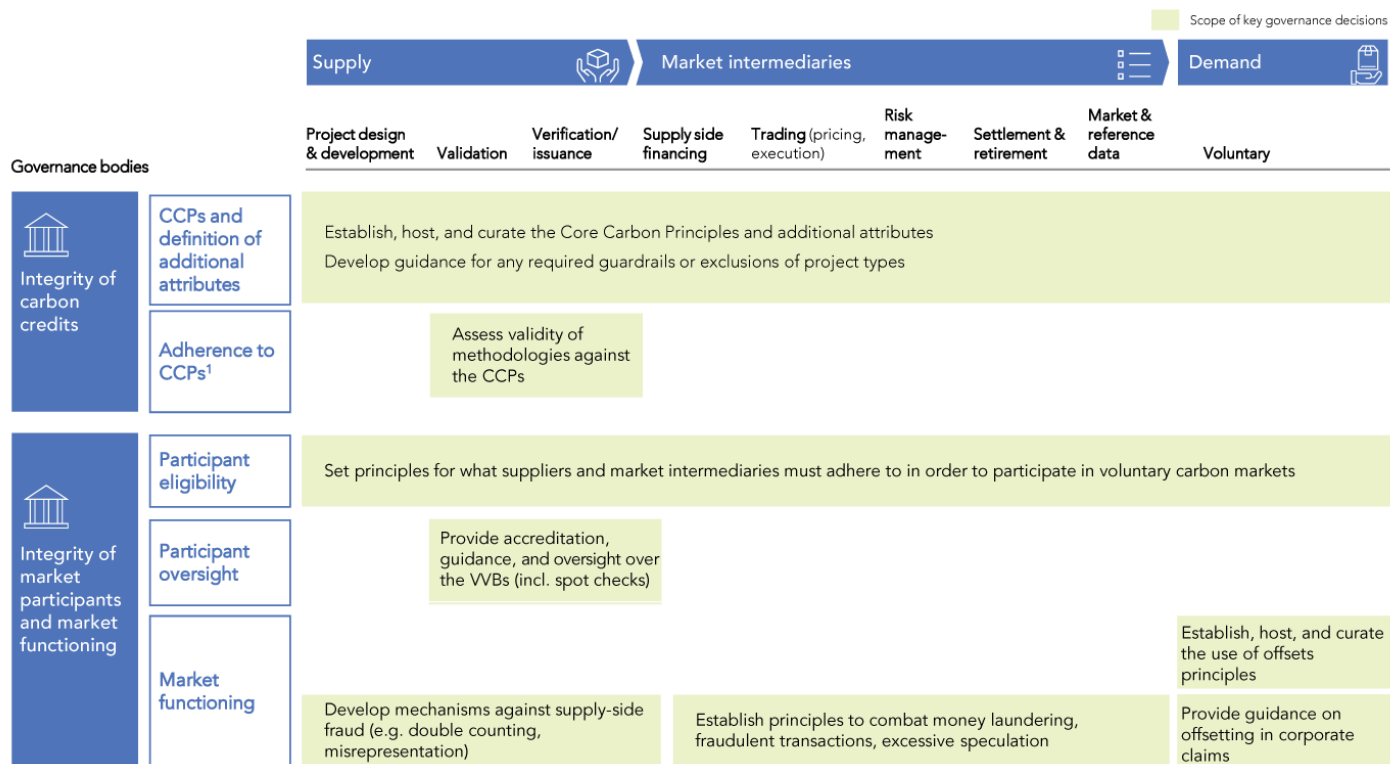 Scope of key governance decisions
Supply
Market intermediaries
Demand
Governance bodies
Project design
& development
Validation
Verification/
issuance
Supply side
financing
Trading (pricing,
execution)
Risk
manage-
ment
Settlement &
retirement
Market &
reference
data
Voluntary
Integrity of
carbon
credits
CCPs and
definition of
additional
attributes
Establish, host, and curate the Core Carbon Principles and additional attributes
Develop guidance for any required guardrails or exclusions of project types
Adherence to
CCPs¹
Assess validity of
methodologies against
the CCPs
Integrity of
market
participants
and market
functioning
Participant
eligibility
Set principles for what suppliers and market intermediaries must adhere to in order to participate in voluntary carbon markets
Participant
oversight
Provide accreditation,
guidance, and oversight over
the VVBs (incl. spot checks)
Market
functioning
Develop mechanisms against supply-side
fraud (e.g. double counting,
misrepresentation)
Establish principles to combat money laundering,
fraudulent transactions, excessive speculation
Establish, host, and curate
the use of offsets
principles
Provide guidance on
offsetting in corporate
claims